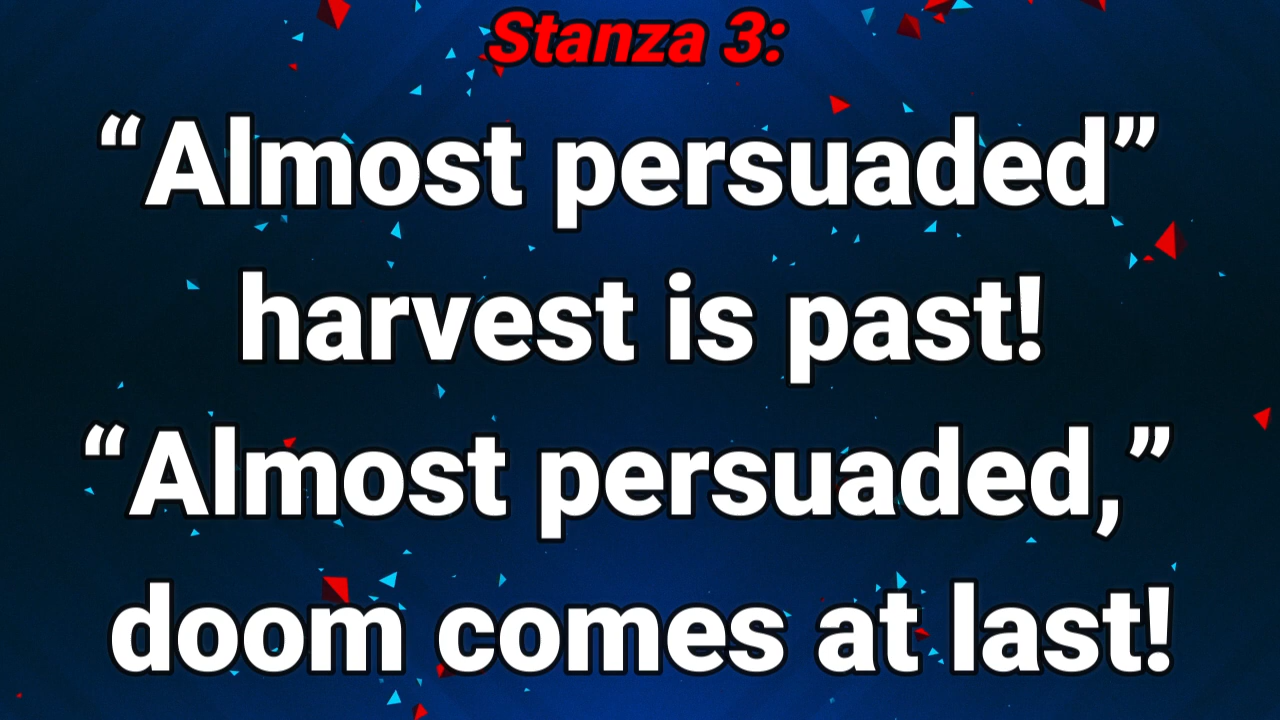 Stanza 3:
“Almost persuaded”
harvest is past!
“Almost persuaded,”
doom comes at last!